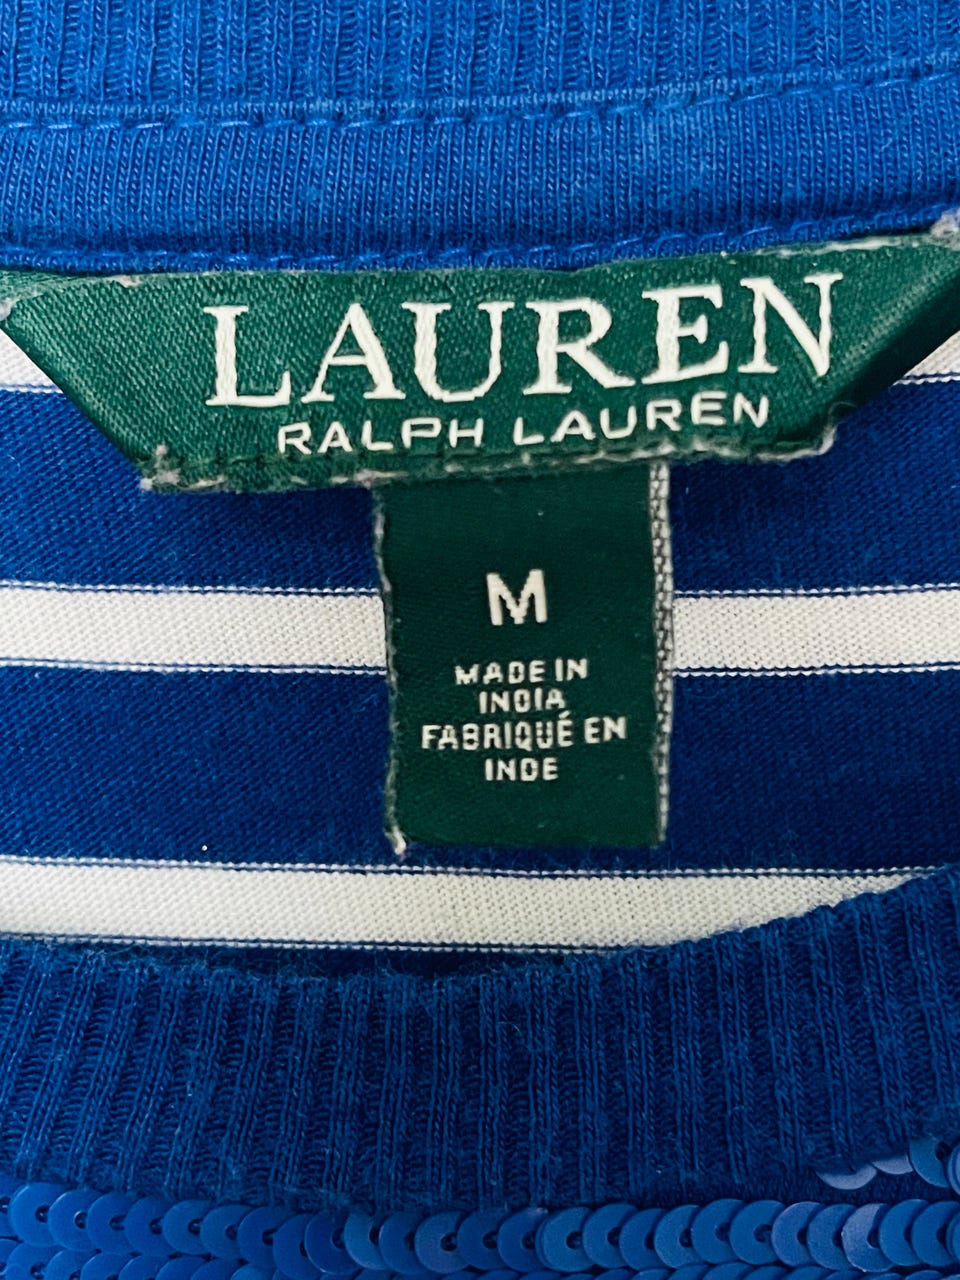 LAUREN
RALPH LAUREN
M
MADE IN
INDIA
FABRIQUÉ EN
INDE